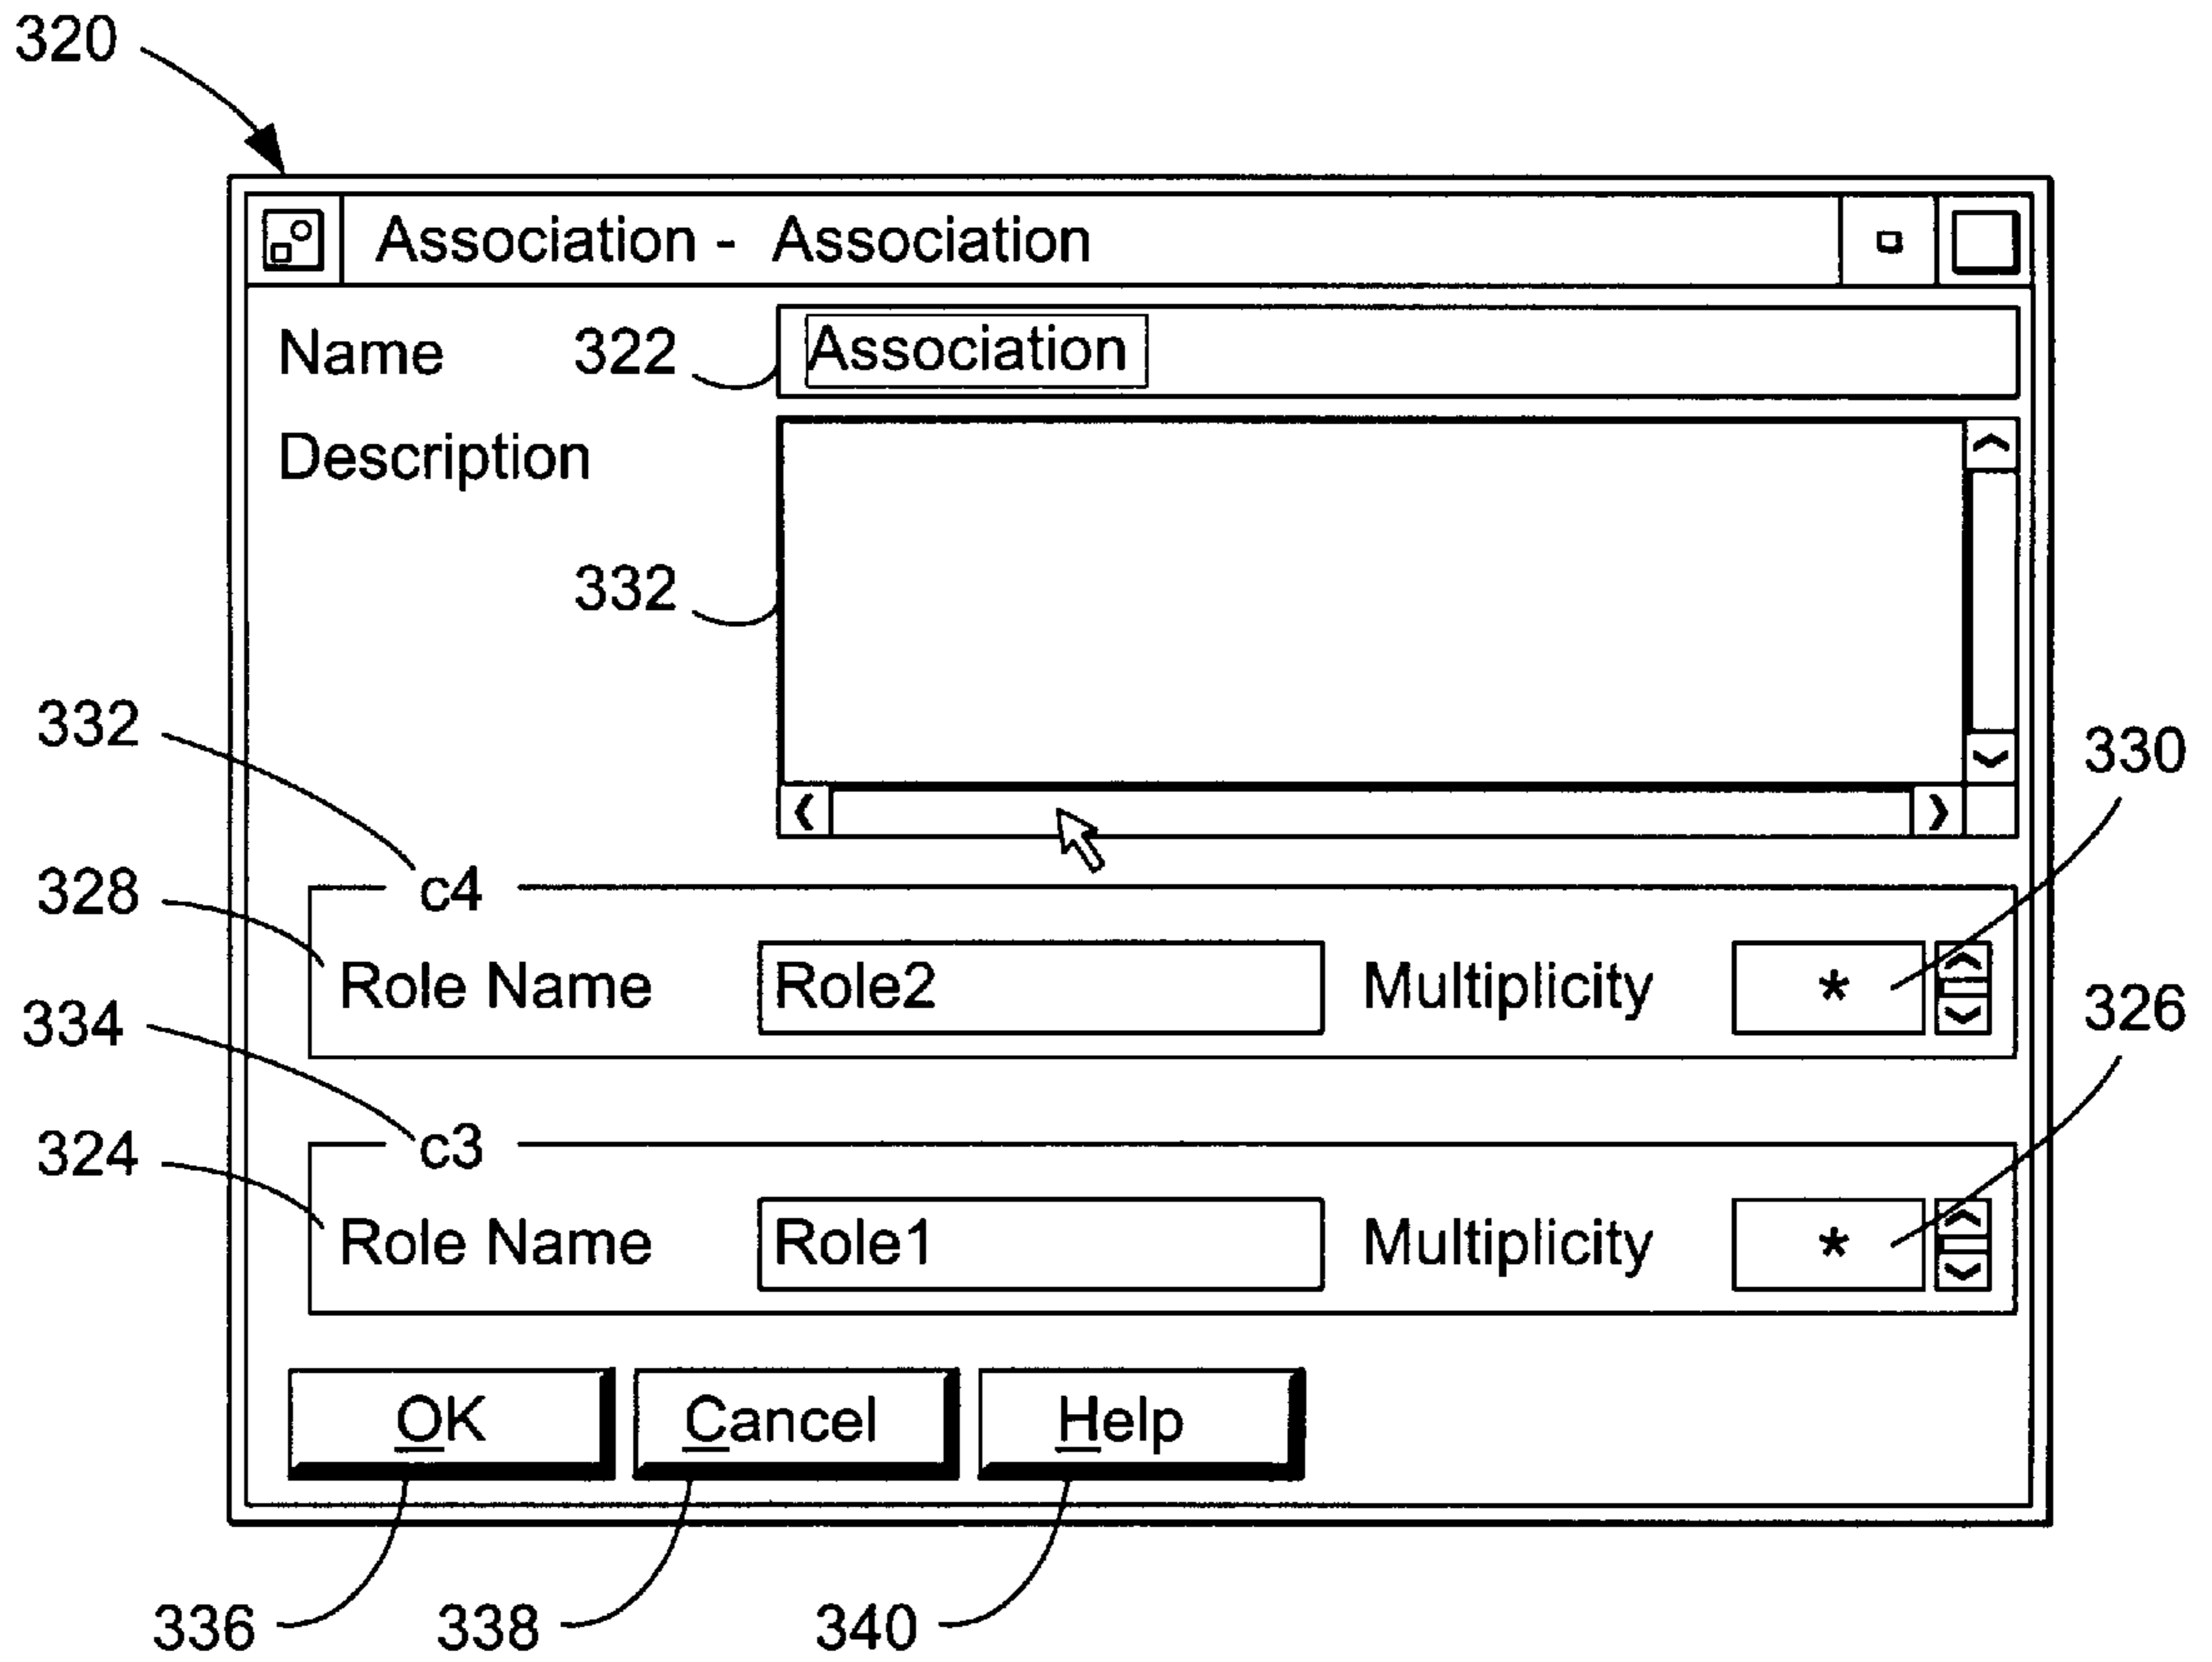 320
Association - Association
Name 322 Association
Description
332
332
330
c4
328
Role Name Role2 Multiplicity *
334
326
c3
324
Role Name Role1 Multiplicity *
OK Cancel Help
336 338 340